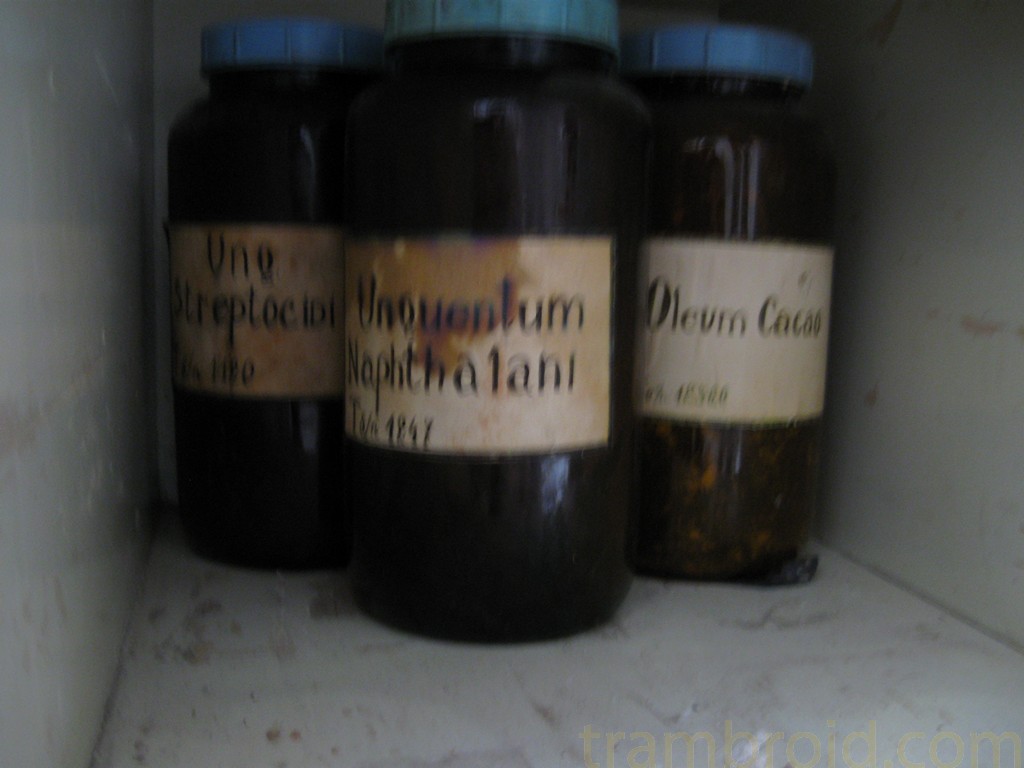 Ung
Streptocidi
Unguentum
Naphthalani
Oleum Cacao
trambroid.com